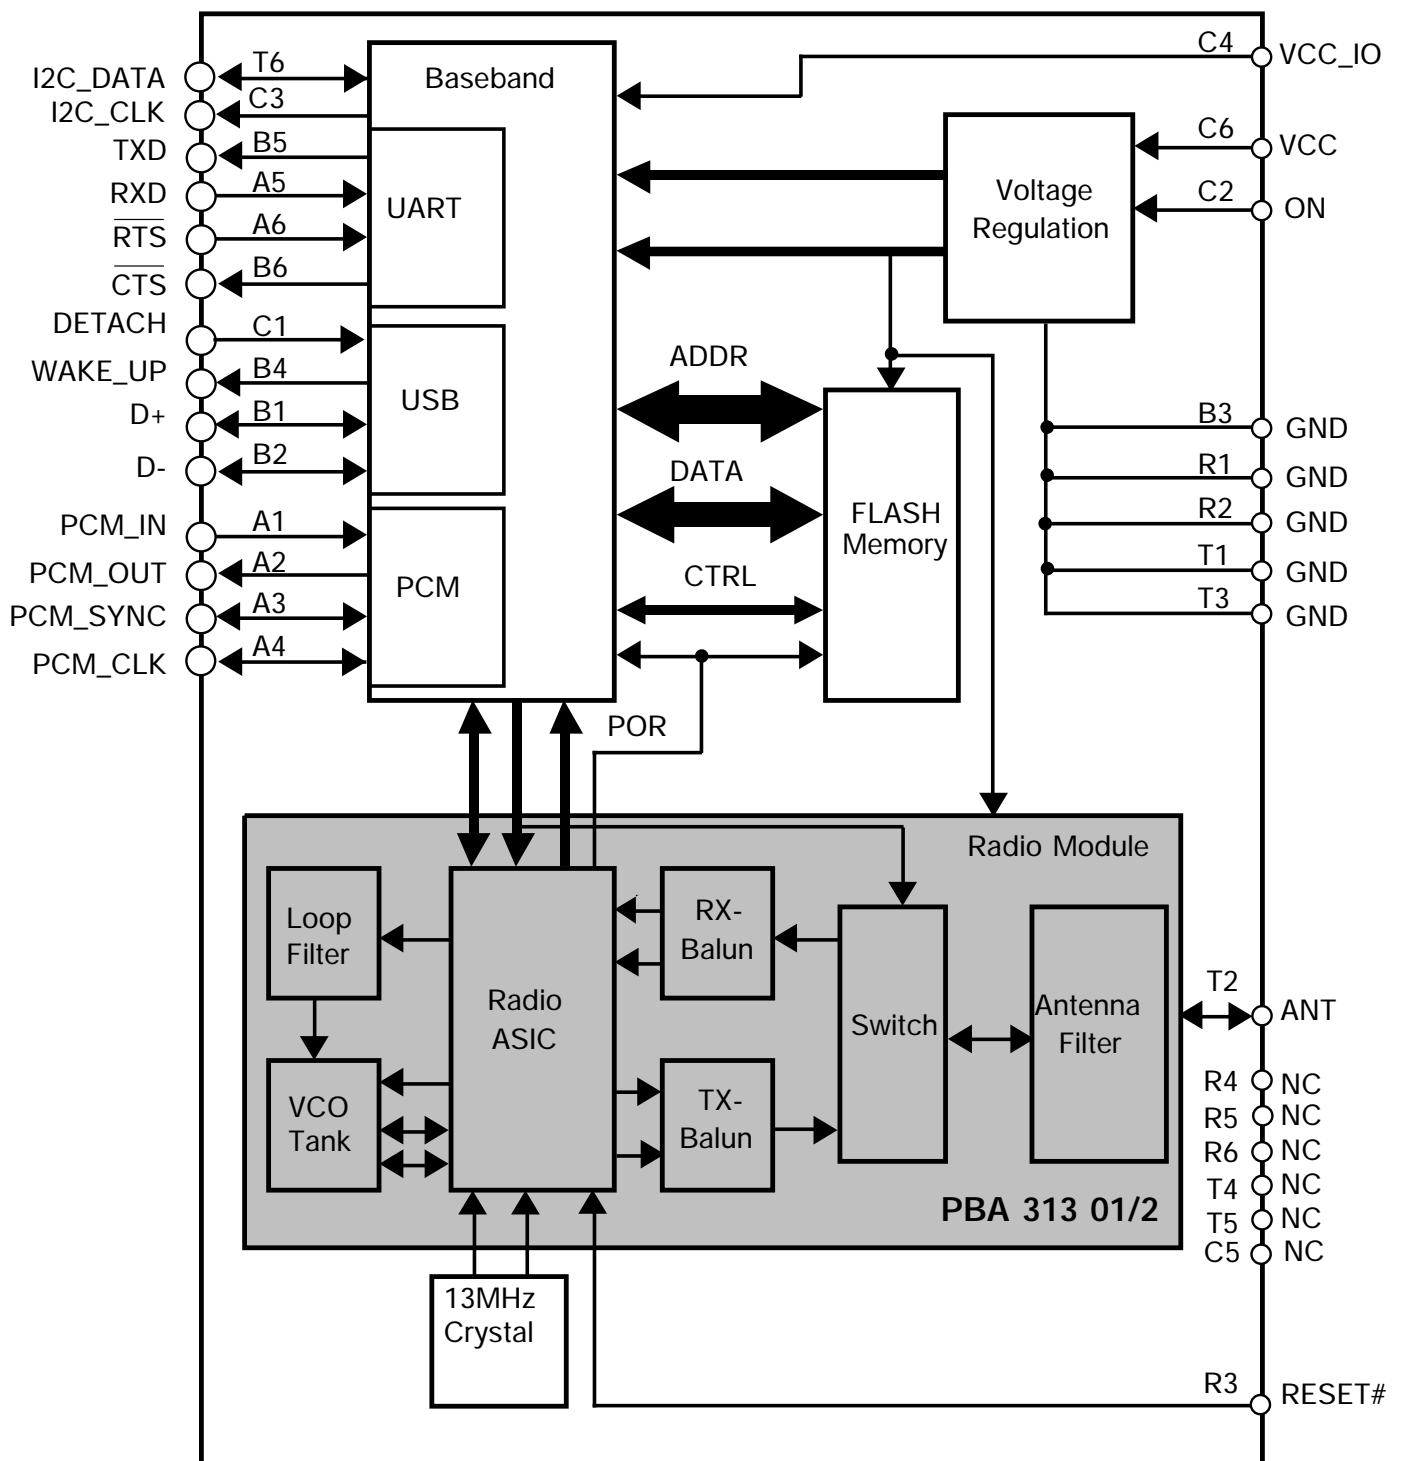 I2C_DATA
T6
I2C_CLK
C3
TXD
B5
RXD
A5
RTS
A6
CTS
B6
DETACH
C1
WAKE_UP
B4
D+
B1
D-
B2
PCM_IN
A1
PCM_OUT
A2
PCM_SYNC
A3
PCM_CLK
A4
Baseband
UART
USB
PCM
C4
VCC_IO
C6
VCC
C2
ON
Voltage
Regulation
ADDR
DATA
CTRL
POR
FLASH
Memory
B3
GND
R1
GND
R2
GND
T1
GND
T3
GND
Radio Module
Loop
Filter
VCO
Tank
Radio
ASIC
RX-
Balun
TX-
Balun
Switch
Antenna
Filter
PBA 313 01/2
T2
ANT
R4
NC
R5
NC
R6
NC
T4
NC
T5
NC
C5
NC
13MHz
Crystal
R3
RESET#